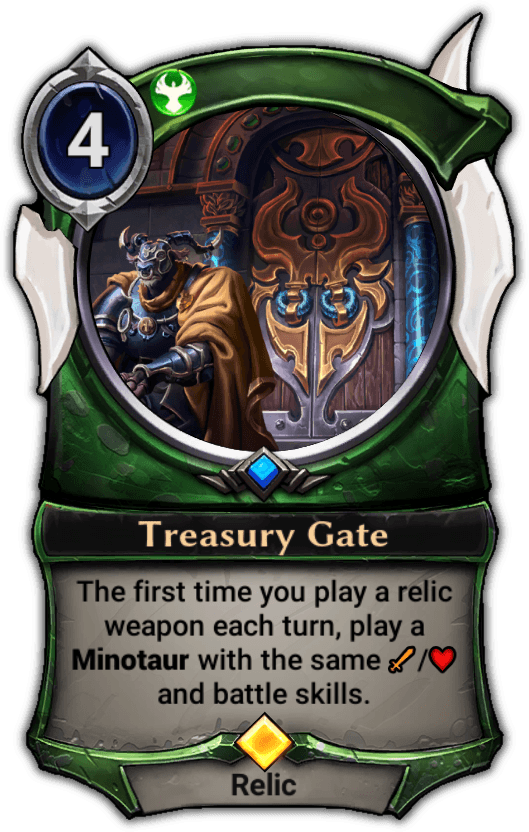 4
Treasury Gate
The first time you play a relic
weapon each turn, play a
Minotaur with the same /
and battle skills.
Relic